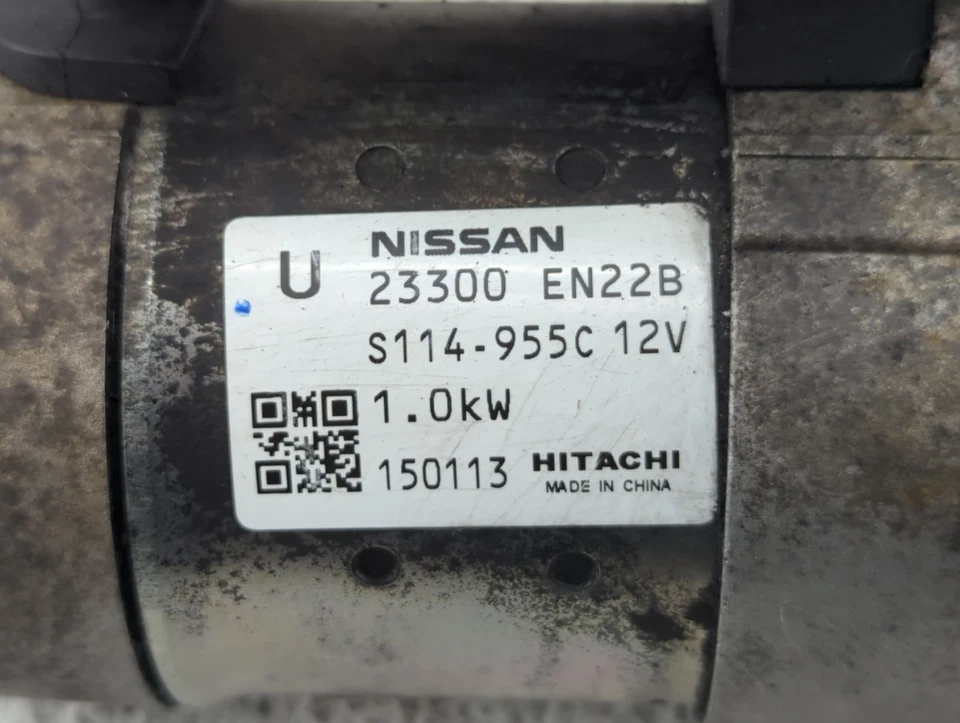 U NISSAN
23300 EN22B
S114-955C 12V
1.0kW
150113 HITACHI
MADE IN CHINA